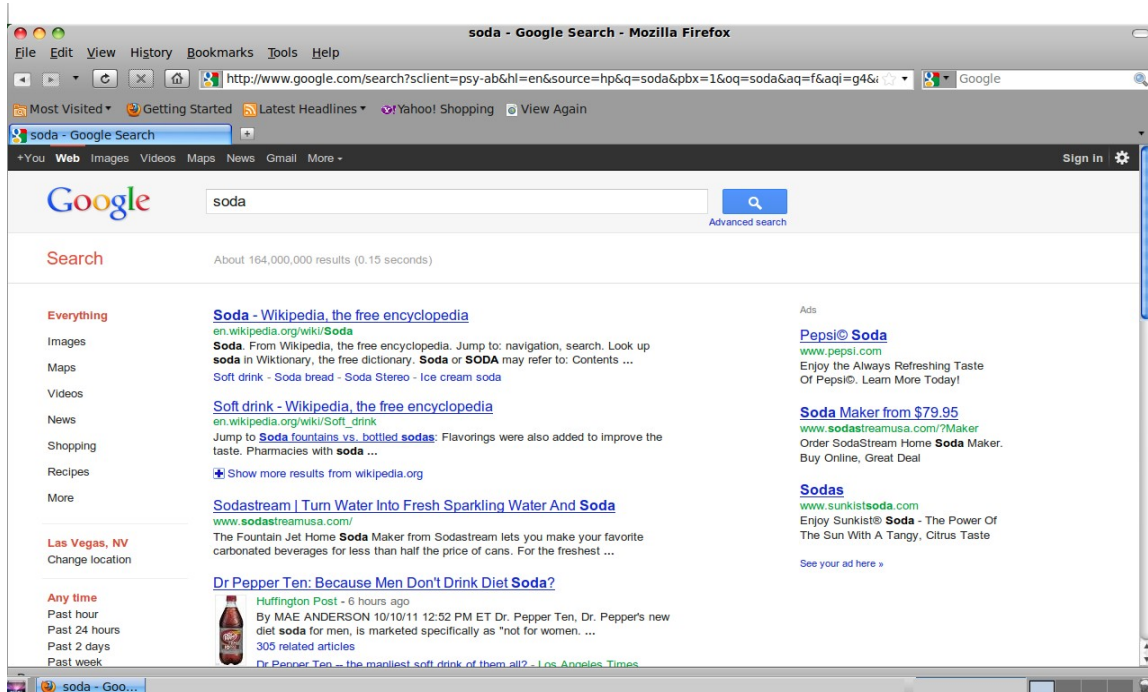 soda - Google Search - Mozilla Firefox
File Edit View History Bookmarks Tools Help
http://www.google.com/search?sclient=psy-ab&hl=en&source=hp&q=soda&pbx=1&oq=soda&aq=f&aqi=g4& Google
Most Visited Getting Started Latest Headlines Yahoo! Shopping View Again
soda - Google Search
+You Web Images Videos Maps News Gmail More Sign in
Google soda
Advanced search
Search About 164,000,000 results (0.15 seconds)
Everything
Images
Maps
Videos
News
Shopping
Recipes
More
Las Vegas, NV
Change location
Any time
Past hour
Past 24 hours
Past 2 days
Past week
Soda - Wikipedia, the free encyclopedia
en.wikipedia.org/wiki/Soda
Soda. From Wikipedia, the free encyclopedia. Jump to: navigation, search. Look up
soda in Wiktionary, the free dictionary. Soda or SODA may refer to: Contents ...
Soft drink - Soda bread - Soda Stereo - Ice cream soda
Soft drink - Wikipedia, the free encyclopedia
en.wikipedia.org/wiki/Soft_drink
Jump to Soda fountains vs. bottled sodas: Flavorings were also added to improve the
taste. Pharmacies with soda ...
Show more results from wikipedia.org
Sodastream | Turn Water Into Fresh Sparkling Water And Soda
www.sodastreamusa.com/
The Fountain Jet Home Soda Maker from Sodastream lets you make your favorite
carbonated beverages for less than half the price of cans. For the freshest ...
Dr Pepper Ten: Because Men Don't Drink Diet Soda?
Huffington Post - 6 hours ago
By MAE ANDERSON 10/10/11 12:52 PM ET Dr. Pepper Ten, Dr. Pepper's new
diet soda for men, is marketed specifically as "not for women. ...
305 related articles
Dr Pepper Ten -- the manliest soft drink of them all? - Los Angeles Times
Ads
Pepsi© Soda
www.pepsi.com
Enjoy the Always Refreshing Taste
Of Pepsi©. Learn More Today!
Soda Maker from $79.95
www.sodastreamusa.com/?Maker
Order SodaStream Home Soda Maker.
Buy Online, Great Deal
Sodas
www.sunkistsoda.com
Enjoy Sunkist® Soda - The Power Of
The Sun With A Tangy, Citrus Taste
See your ad here »
soda - Goo...